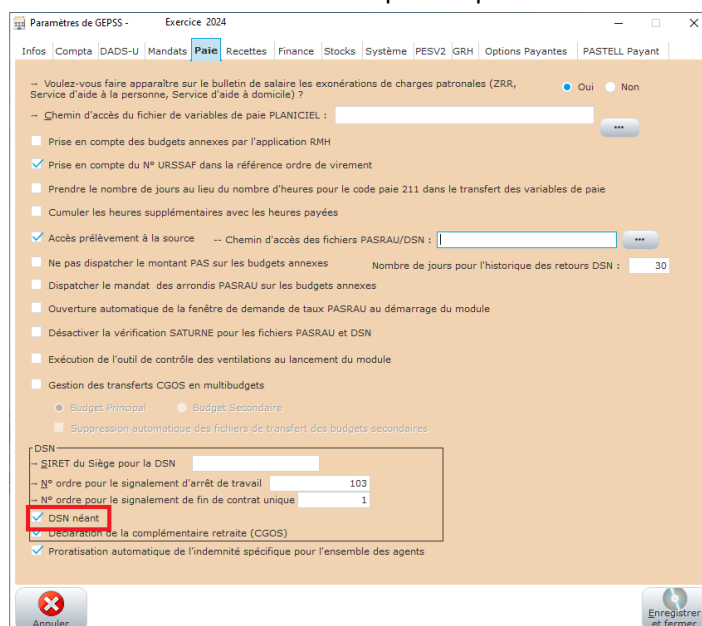 Paramètres de GEPSS - Exercice 2024
Infos Compta DADS-U Mandats Paie Recettes Finance Stocks Système PESV2 GRH Options Payantes PASTELL Payant
→ Voulez-vous faire apparaître sur le bulletin de salaire les exonérations de charges patronales (ZRR, Service d'aide à la personne, Service d'aide à domicile) ? Oui Non
→ Chemin d'accès du fichier de variables de paie PLANICIEL : ...
Prise en compte des budgets annexes par l'application RMH
Prise en compte du N° URSSAF dans la référence ordre de virement
Prendre le nombre de jours au lieu du nombre d'heures pour le code paie 211 dans le transfert des variables de paie
Cumuler les heures supplémentaires avec les heures payées
Accès prélèvement à la source -- Chemin d'accès des fichiers PASRAU/DSN : ...
Ne pas dispatcher le montant PAS sur les budgets annexes Nombre de jours pour l'historique des retours DSN : 30
Dispatcher le mandat des arrondis PASRAU sur les budgets annexes
Ouverture automatique de la fenêtre de demande de taux PASRAU au démarrage du module
Désactiver la vérification SATURNE pour les fichiers PASRAU et DSN
Exécution de l'outil de contrôle des ventilations au lancement du module
Gestion des transferts CGOS en multibudgets
Budget Principal Budget Secondaire
Suppression automatique des fichiers de transfert des budgets secondaires
DSN
→ SIRET du Siège pour la DSN
→ N° ordre pour le signalement d'arrêt de travail 103
→ N° ordre pour le signalement de fin de contrat unique 1
DSN néant
Déclaration de la complémentaire retraite (CGOS)
Proratisation automatique de l'indemnité spécifique pour l'ensemble des agents
Annuler
Enregistrer et fermer